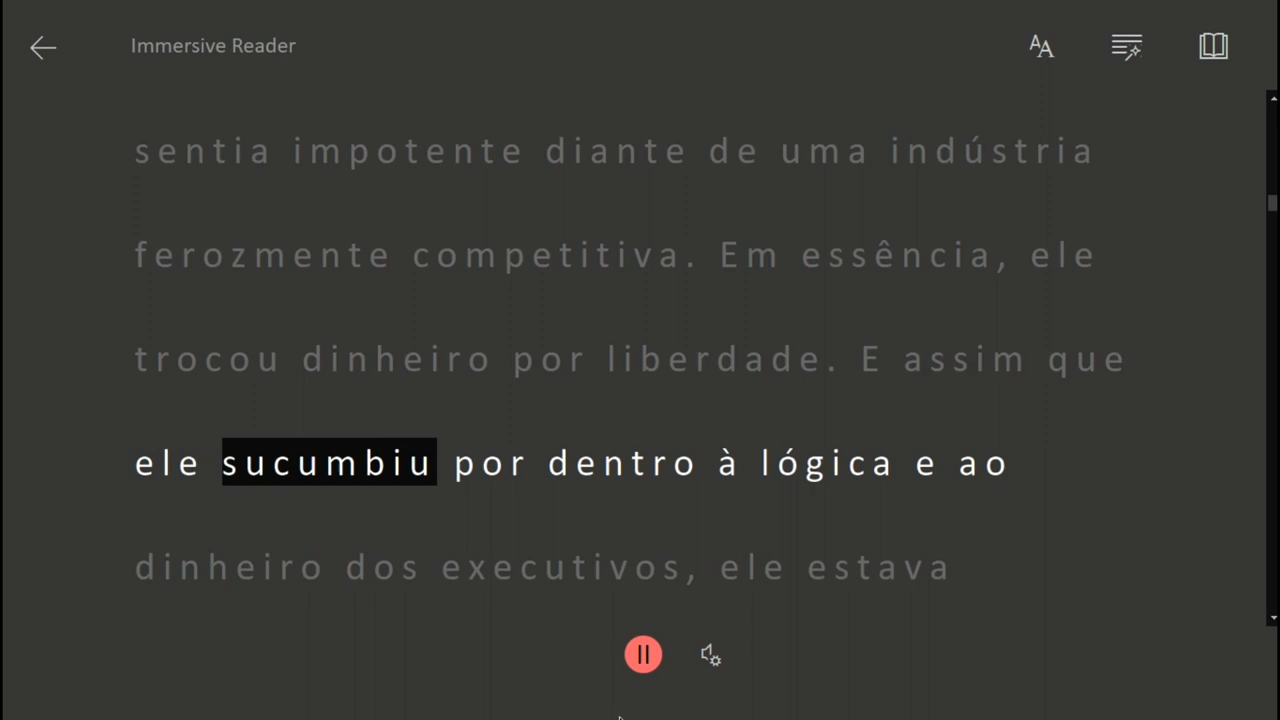 Immersive Reader
sentia impotente diante de uma indústria
ferozmente competitiva. Em essência, ele
trocou dinheiro por liberdade. E assim que
ele sucumbiu por dentro à lógica e ao
dinheiro dos executivos, ele estava